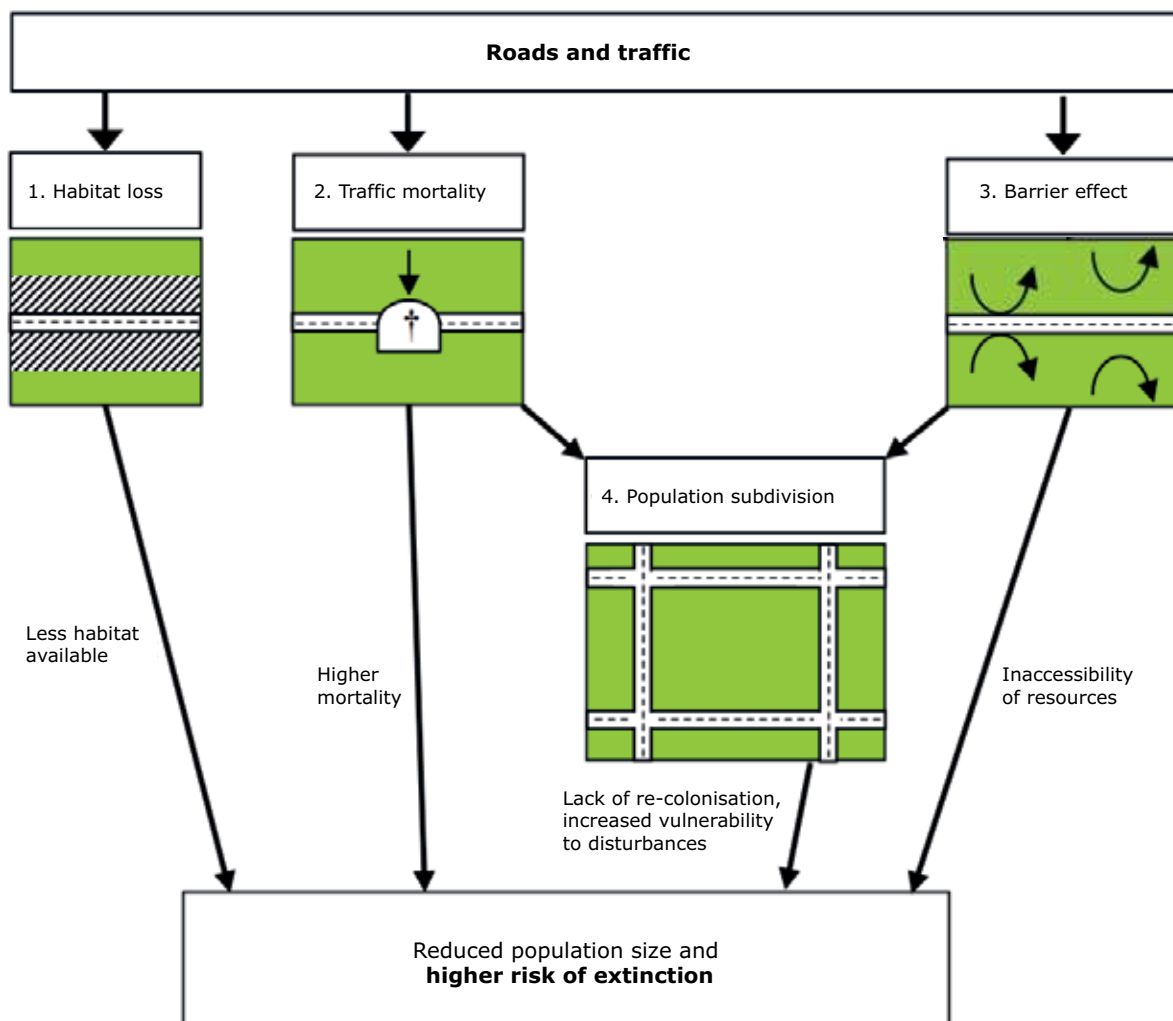 Roads and traffic
1. Habitat loss
2. Traffic mortality
3. Barrier effect
†
4. Population subdivision
Less habitat
available
Higher
mortality
Inaccessibility
of resources
Lack of re-colonisation,
increased vulnerability
to disturbances
Reduced population size and
higher risk of extinction